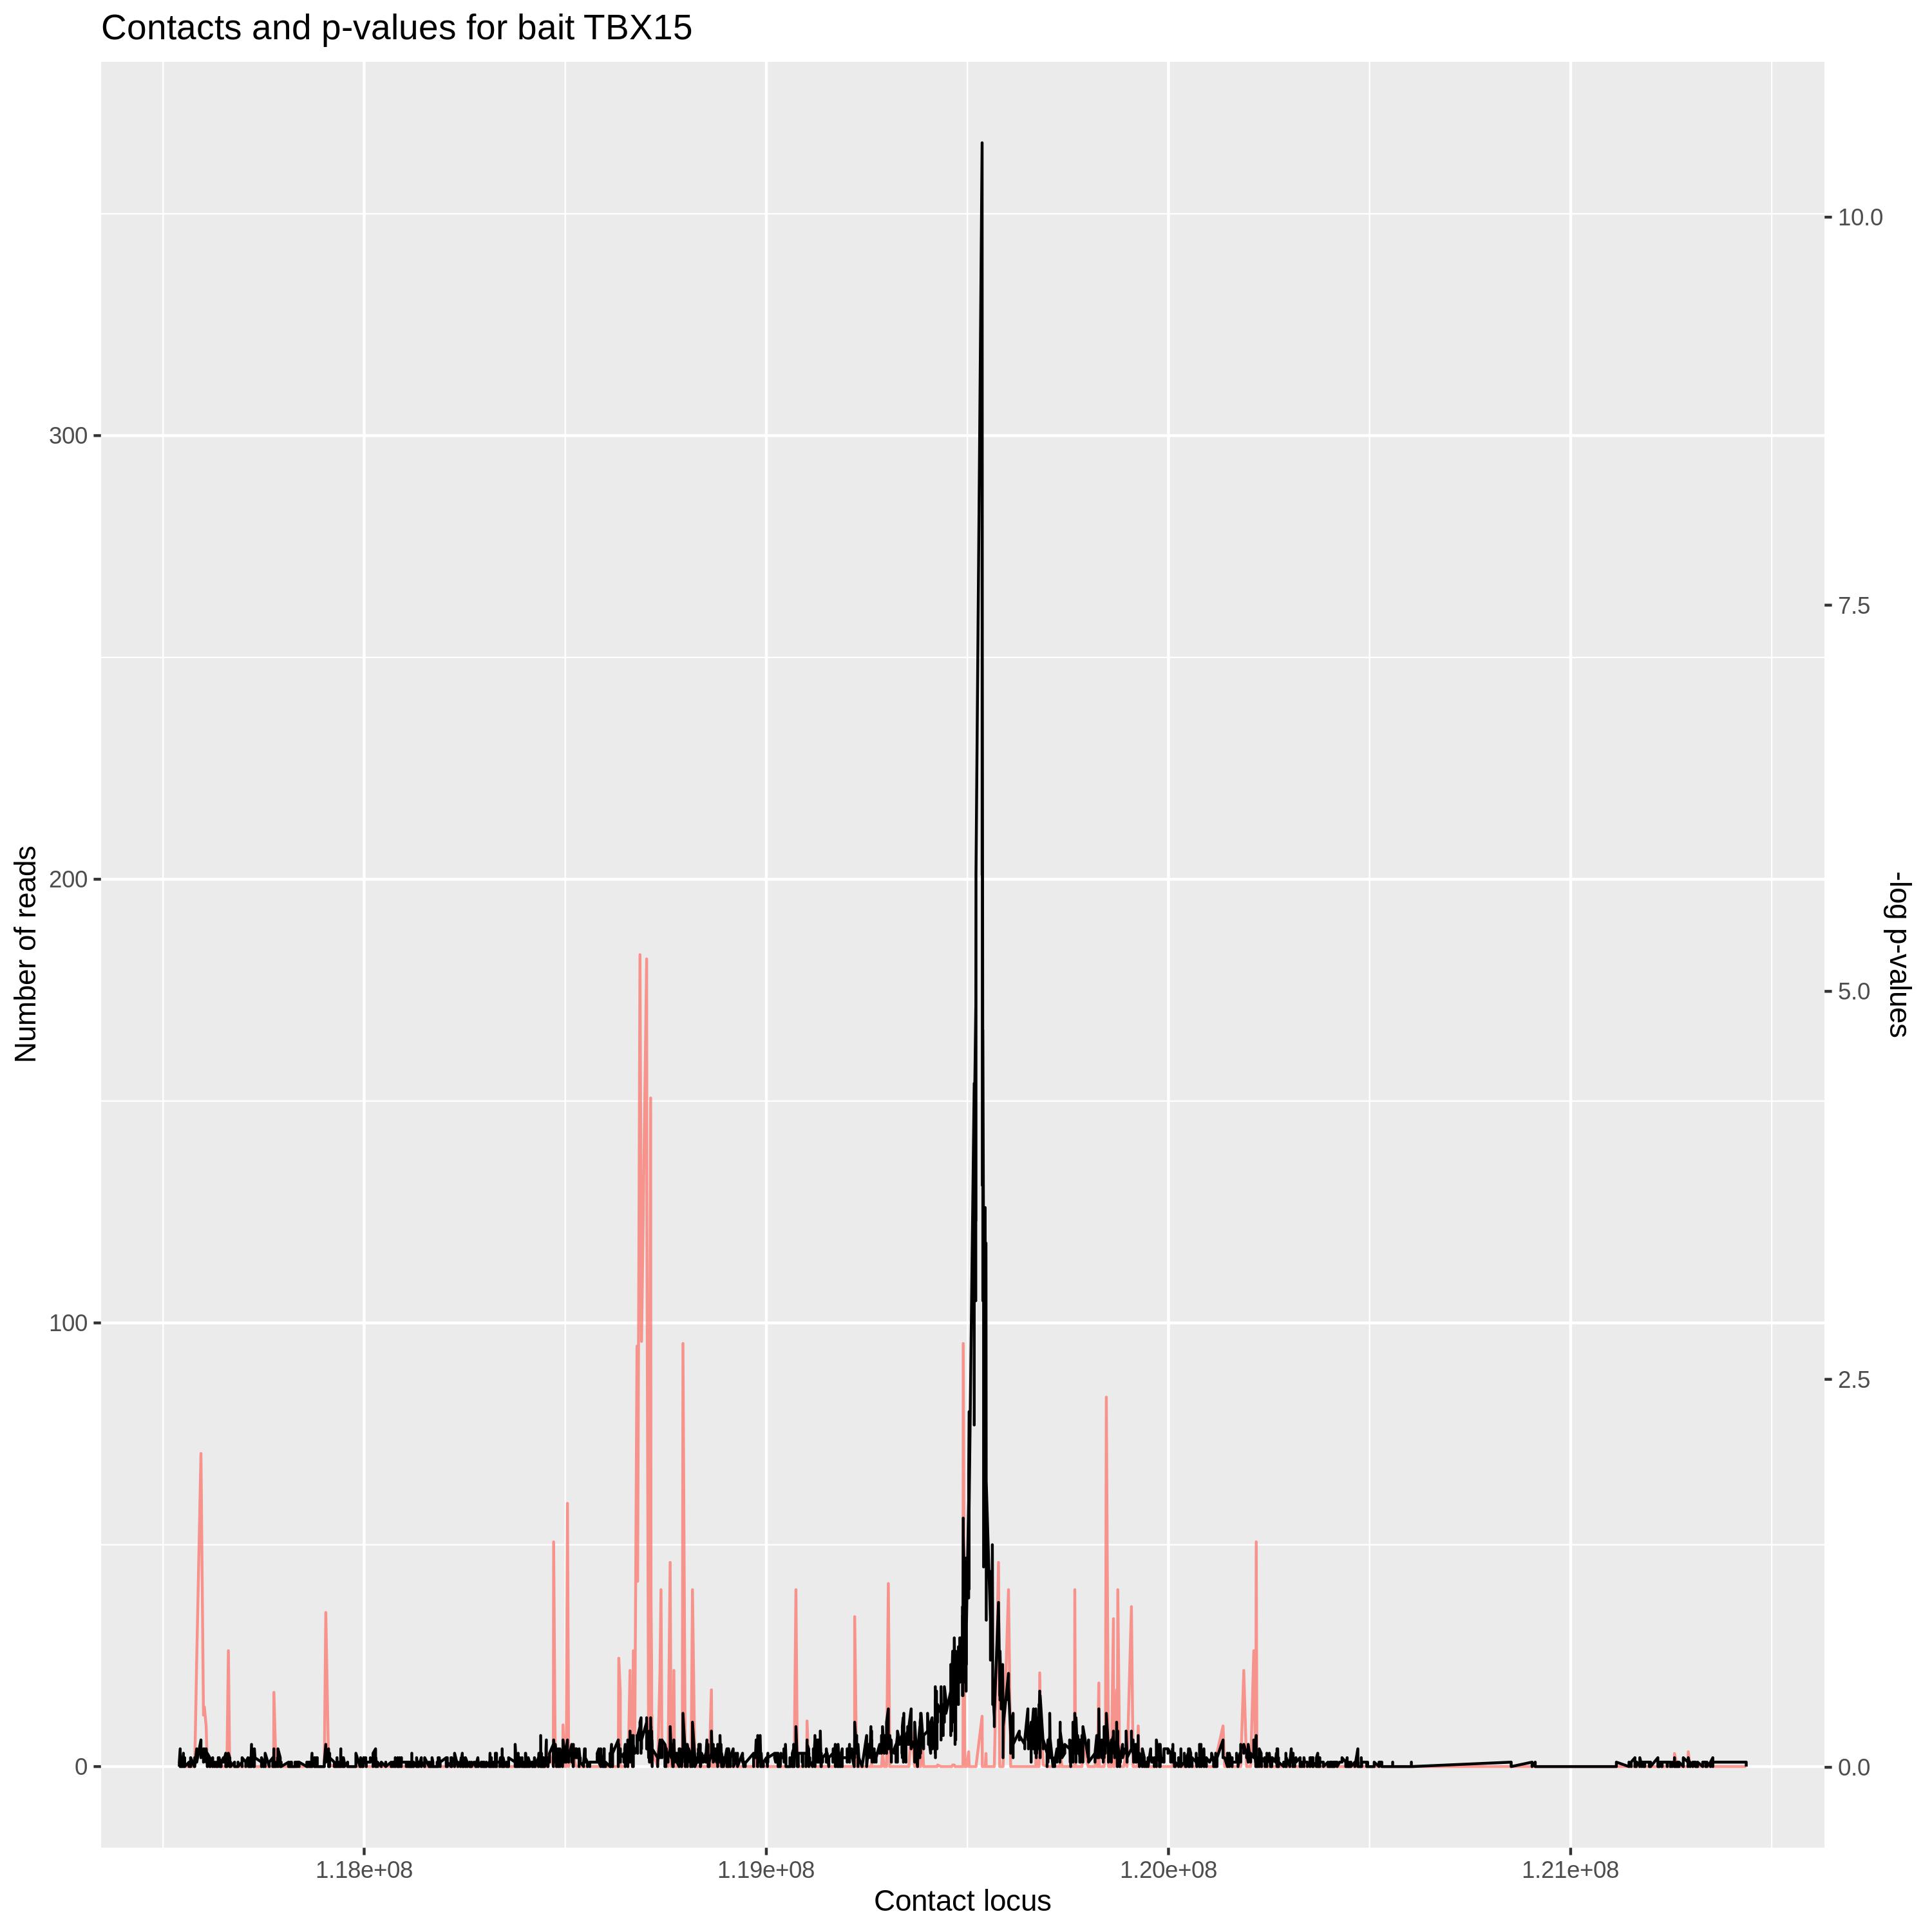 Contacts and p-values for bait TBX15
Number of reads
300
200
100
0
10.0
7.5
5.0
2.5
0.0
-log p-values
1.18e+08
1.19e+08
1.20e+08
1.21e+08
Contact locus